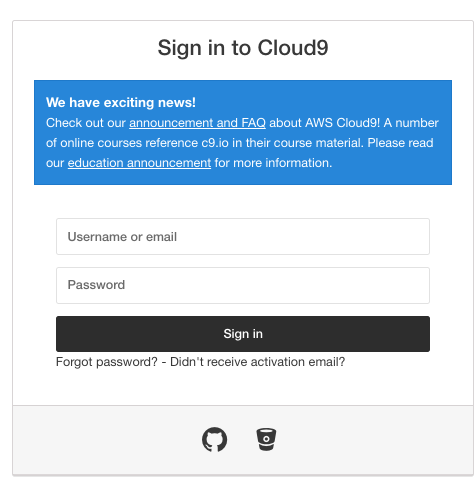 Sign in to Cloud9
We have exciting news!
Check out our announcement and FAQ about AWS Cloud9! A number
of online courses reference c9.io in their course material. Please read
our education announcement for more information.
Username or email
Password
Sign in
Forgot password? - Didn't receive activation email?